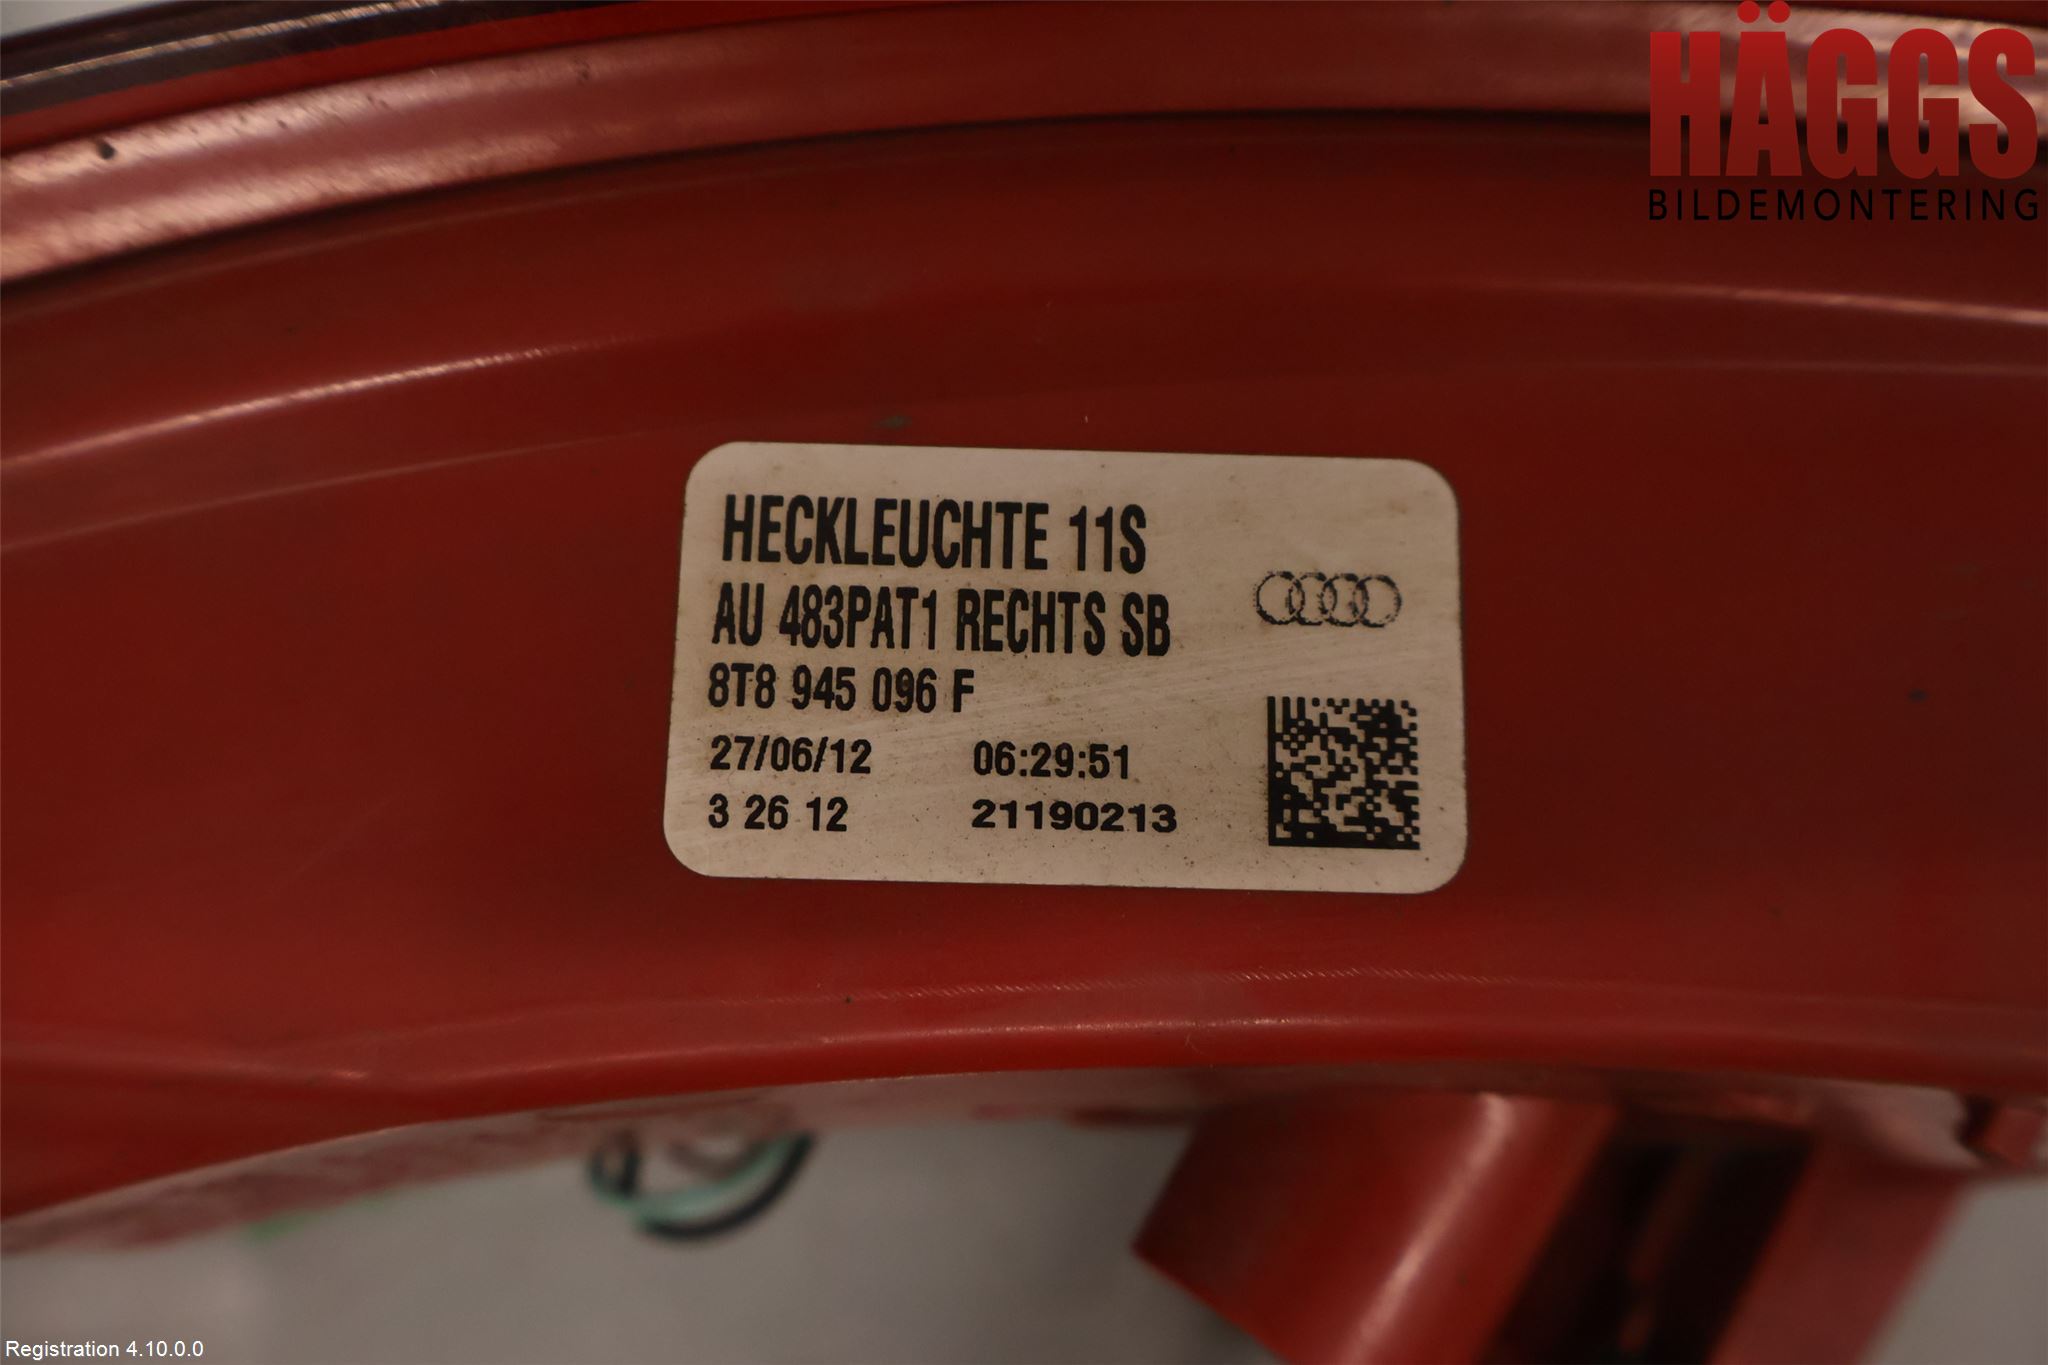 HÄGGS
BILDEMONTERING
HECKLEUCHTE 11S
AU 483PAT1 RECHTS SB
8T8 945 096 F
27/06/12 06:29:51
3 26 12 21190213
Registration 4.10.0.0